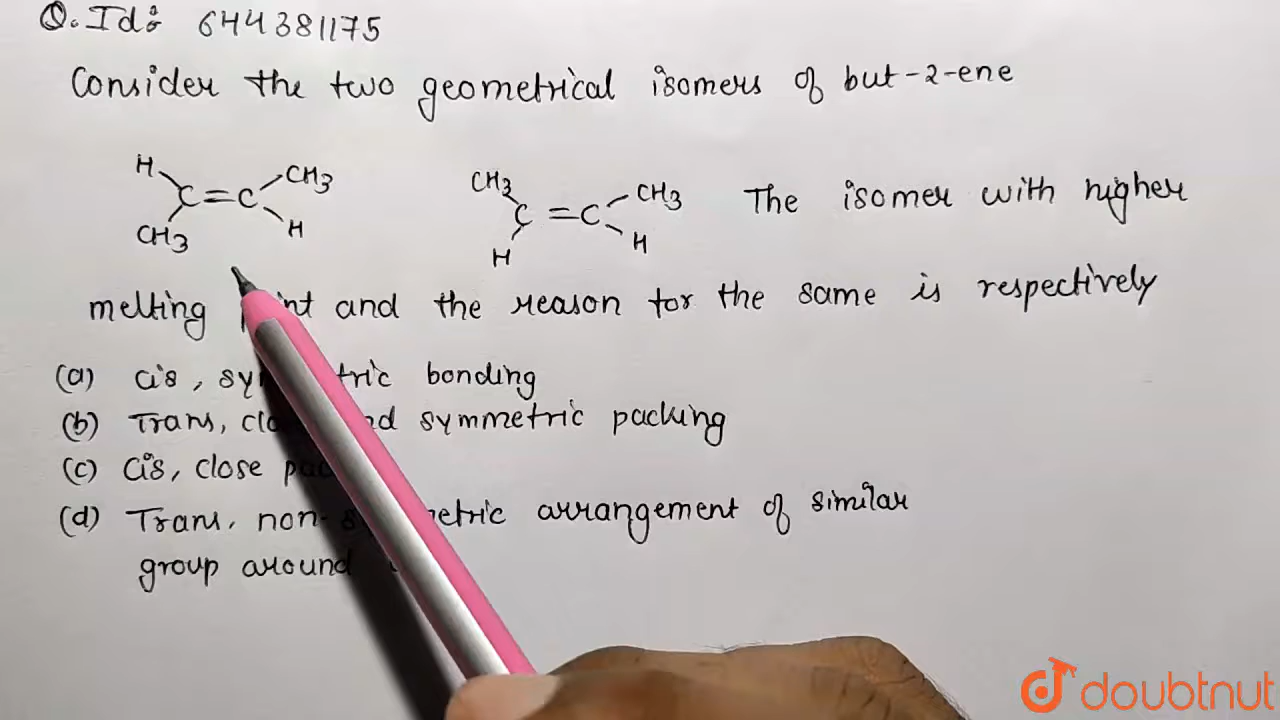 Q. Id: 644381175
Consider the two geometrical isomers of but-2-ene
H CH3 CH3 CH3 The isomer with higher
C=C C=C
CH3 H H H
melting and the reason for the same is respectively
(a) Cis, bonding
(b) Trans, symmetric packing
(c) Cis, close
(d) Trans, non- arrangement of similar
group around
doubtnut